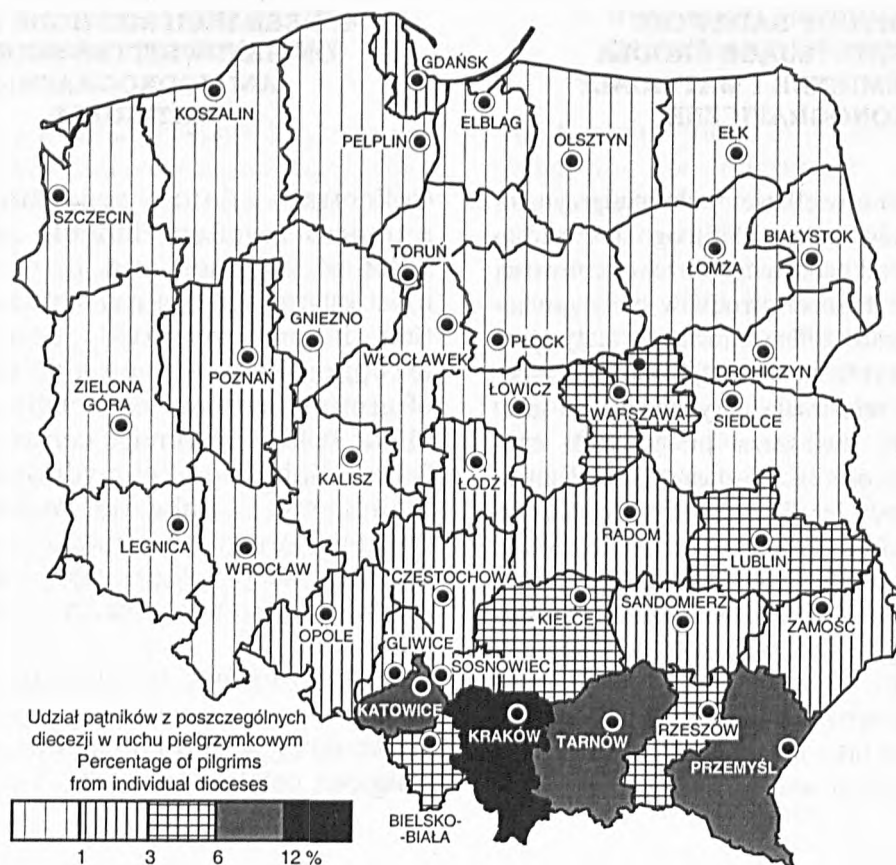 GDAŃSK
KOSZALIN
ELBLĄG
PELPLIN
OLSZTYN
EŁK
SZCZECIN
BIAŁYSTOK
TORUŃ
ŁOMŻA
GNIEZNO
WŁOCŁAWEK
PŁOCK
DROHICZYN
POZNAŃ
ZIELONA
GÓRA
ŁOWICZ
WARSZAWA
SIEDLCE
KALISZ
ŁÓDŹ
RADOM
LEGNICA
WROCŁAW
LUBLIN
CZĘSTOCHOWA
OPOLE
KIELCE
SANDOMIERZ
ZAMOŚĆ
GLIWICE
SOSNOWIEC
KATOWICE
KRAKÓW
TARNÓW
RZESZÓW
PRZEMYŚL
BIELSKO-
-BIAŁA
Udział pątników z poszczególnych
diecezji w ruchu pielgrzymkowym
Percentage of pilgrims
from individual dioceses
1 3 6 12 %